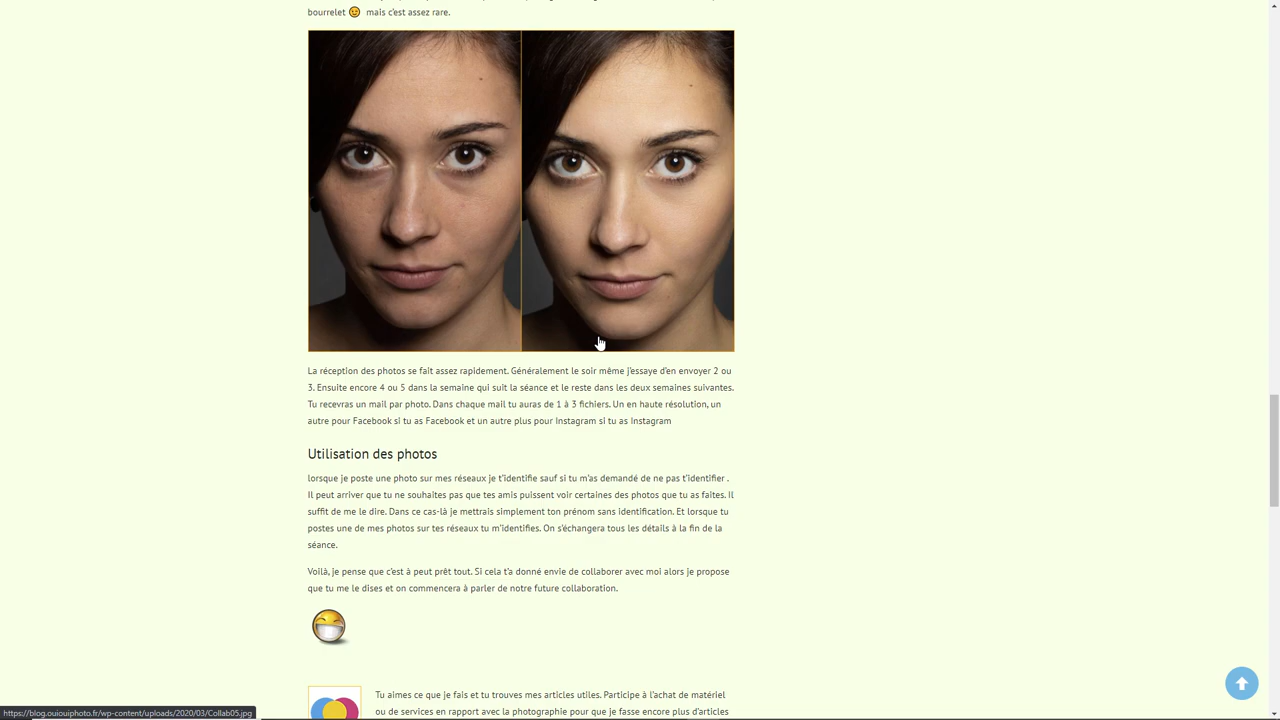 bourrelet 😉 mais c'est assez rare.
La réception des photos se fait assez rapidement. Généralement le soir même j'essaye d'en envoyer 2 ou
3. Ensuite encore 4 ou 5 dans la semaine qui suit la séance et le reste dans les deux semaines suivantes.
Tu recevras un mail par photo. Dans chaque mail tu auras de 1 à 3 fichiers. Un en haute résolution, un
autre pour Facebook si tu as Facebook et un autre plus pour Instagram si tu as Instagram
Utilisation des photos
lorsque je poste une photo sur mes réseaux je t'identifie sauf si tu m'as demandé de ne pas t'identifier .
Il peut arriver que tu ne souhaites pas que tes amis puissent voir certaines des photos que tu as faites. Il
suffit de me le dire. Dans ce cas-là je mettrais simplement ton prénom sans identification. Et lorsque tu
postes une de mes photos sur tes réseaux tu m'identifies. On s'échangera tous les détails à la fin de la
séance.
Voilà, je pense que c'est à peut prêt tout. Si cela t'a donné envie de collaborer avec moi alors je propose
que tu me le dises et on commencera à parler de notre future collaboration.
Tu aimes ce que je fais et tu trouves mes articles utiles. Participe à l'achat de matériel
ou de services en rapport avec la photographie pour que je fasse encore plus d'articles
https://blog.ouiouiphoto.fr/wp-content/uploads/2020/03/Collab05.jpg